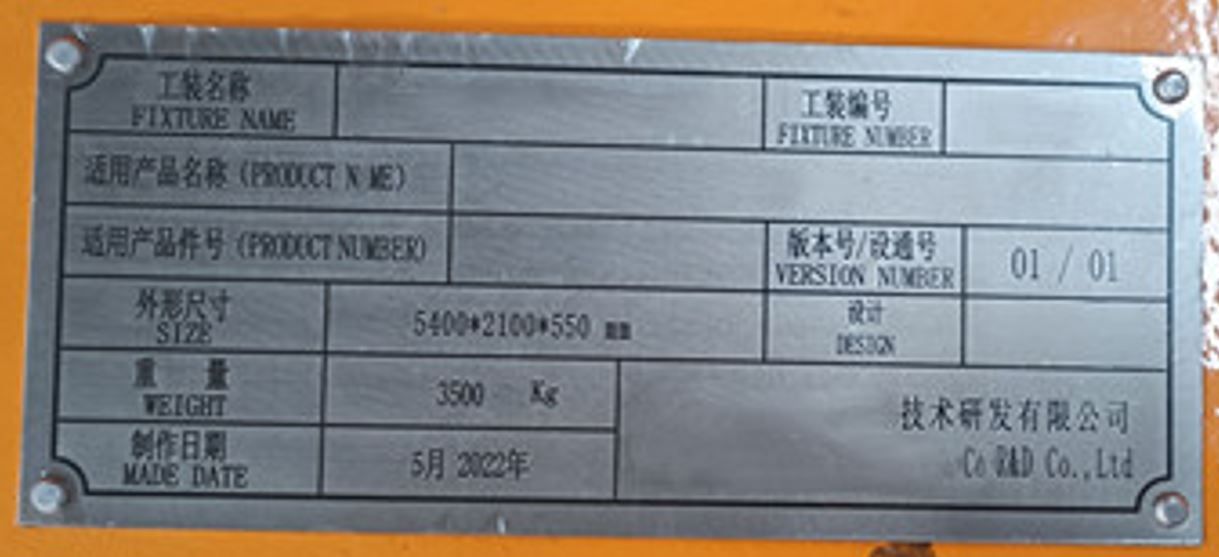 工装名称
FIXTURE NAME
工装编号
FIXTURE NUMBER
适用产品名称(PRODUCT N ME)
适用产品件号(PRODUCT NUMBER)
版本号/设通号
VERSION NUMBER
01 / 01
外形尺寸
SIZE
5400*2100*550 mm
设计
DESIGN
重 量
WEIGHT
3500 Kg
制作日期
MADE DATE
5月 2022年
技术研发有限公司
Co R&D Co.,Ltd